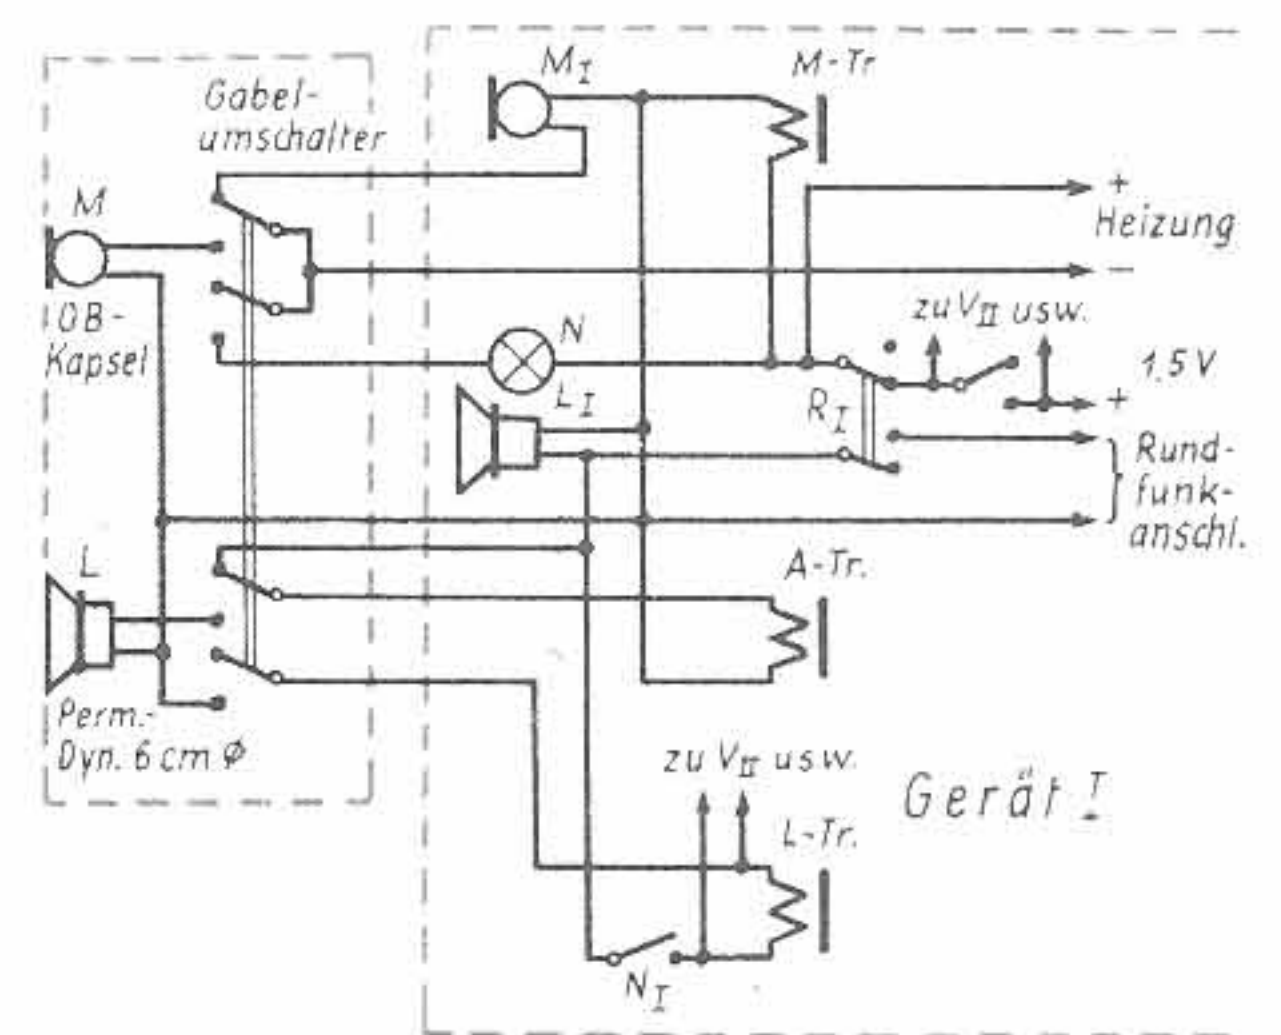 Gabel-
umschalter
M
OB-
Kapsel
L
Perm.-
Dyn. 6 cm Ø
M I
M-Tr
+
Heizung
−
N
zu V II usw.
L I
R I
1,5 V
+
Rund-
funk-
anschl.
A-Tr.
zu V II usw.
Gerät I
L-Tr.
N I